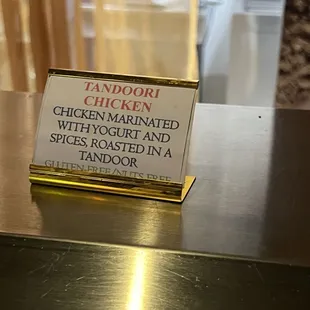 TANDOORI
CHICKEN
CHICKEN MARINATED
WITH YOGURT AND
SPICES, ROASTED IN A
TANDOOR
GLUTEN-FREE/NUTS FREE